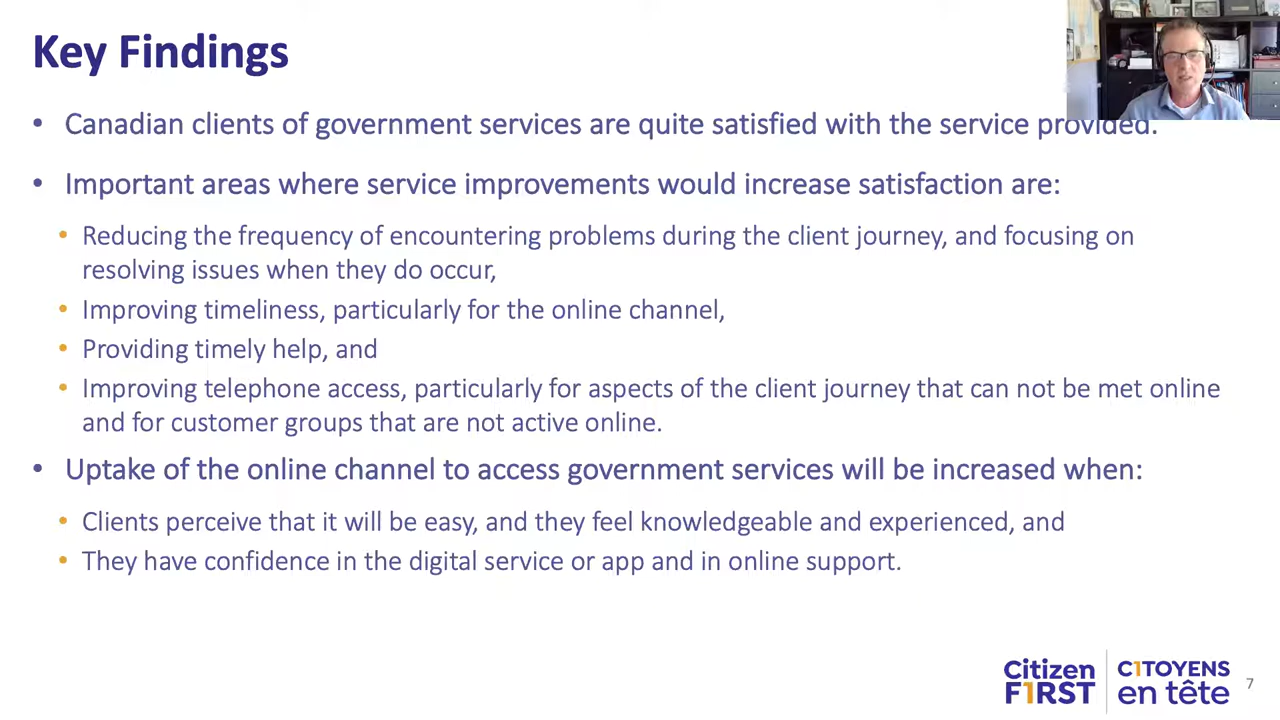 Key Findings
• Canadian clients of government services are quite satisfied with the service provided.
• Important areas where service improvements would increase satisfaction are:
• Reducing the frequency of encountering problems during the client journey, and focusing on
resolving issues when they do occur,
• Improving timeliness, particularly for the online channel,
• Providing timely help, and
• Improving telephone access, particularly for aspects of the client journey that can not be met online
and for customer groups that are not active online.
• Uptake of the online channel to access government services will be increased when:
• Clients perceive that it will be easy, and they feel knowledgeable and experienced, and
• They have confidence in the digital service or app and in online support.
Citizen
F1RST
C1TOYENS
en tête
7